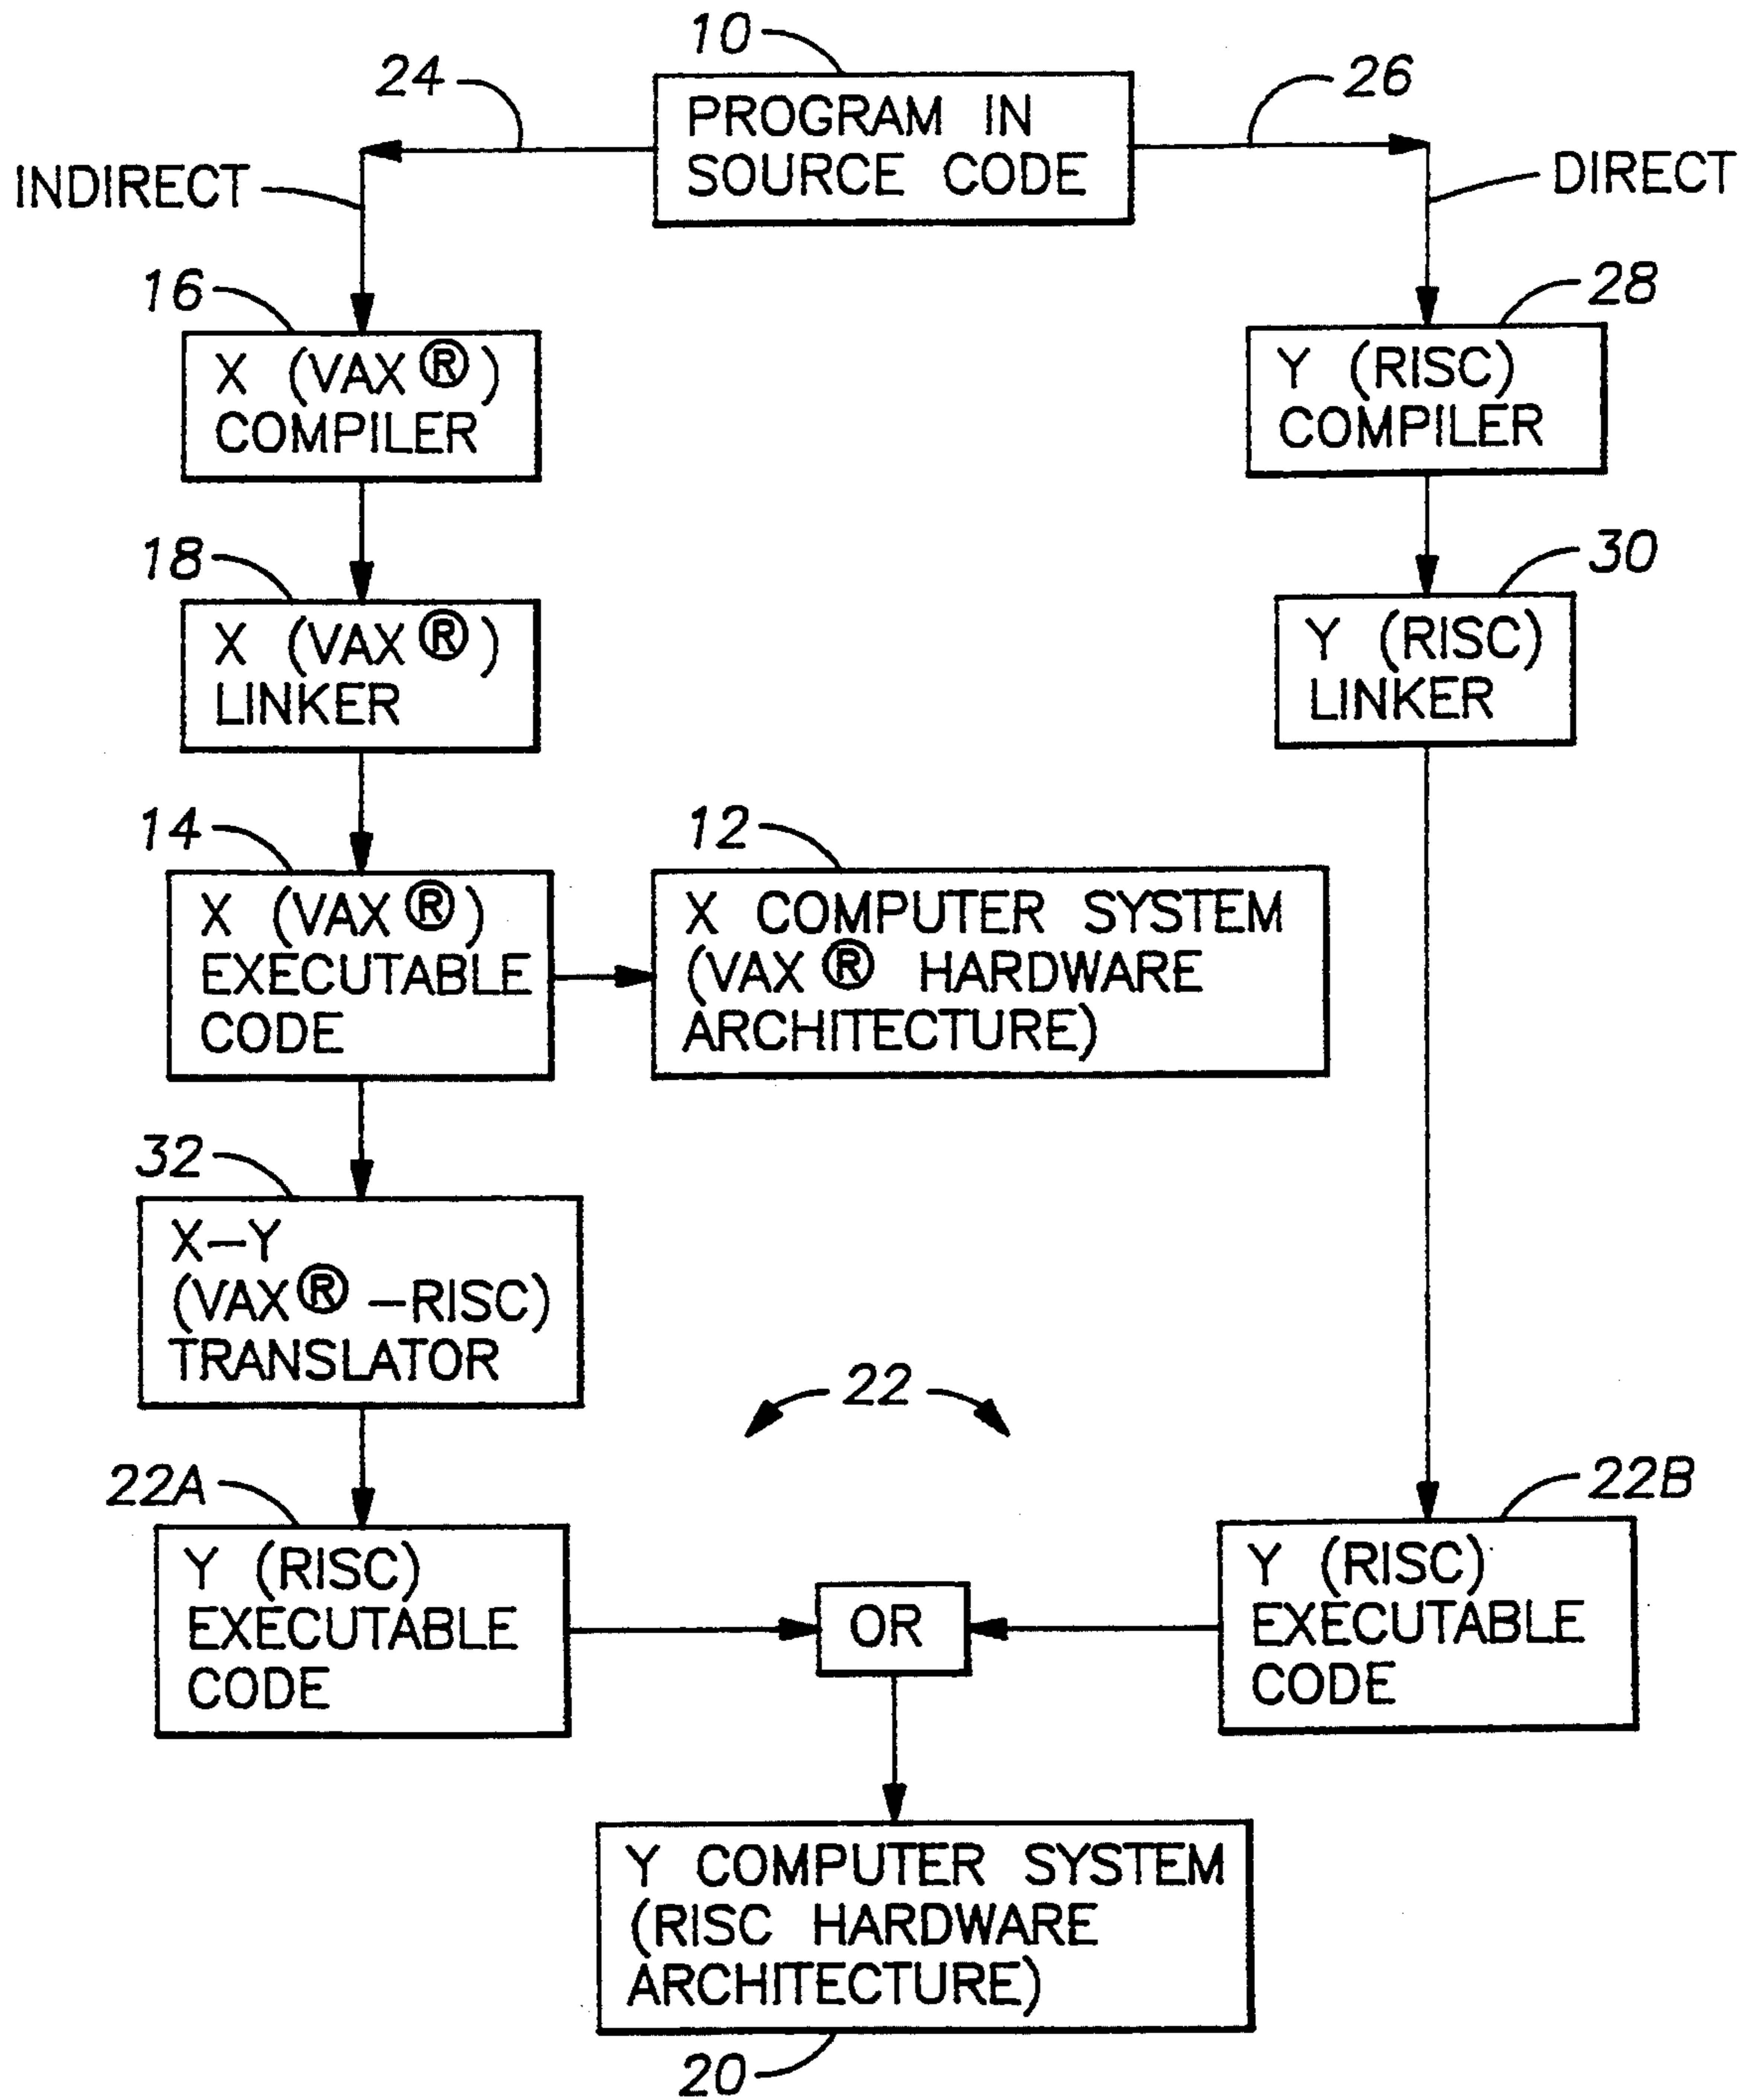 10
24
PROGRAM IN
SOURCE CODE
26
INDIRECT
DIRECT
16
X (VAX®)
COMPILER
28
Y (RISC)
COMPILER
18
X (VAX®)
LINKER
30
Y (RISC)
LINKER
14
X (VAX®)
EXECUTABLE
CODE
12
X COMPUTER SYSTEM
(VAX® HARDWARE
ARCHITECTURE)
32
X–Y
(VAX® –RISC)
TRANSLATOR
22
22A
Y (RISC)
EXECUTABLE
CODE
OR
22B
Y (RISC)
EXECUTABLE
CODE
Y COMPUTER SYSTEM
(RISC HARDWARE
ARCHITECTURE)
20